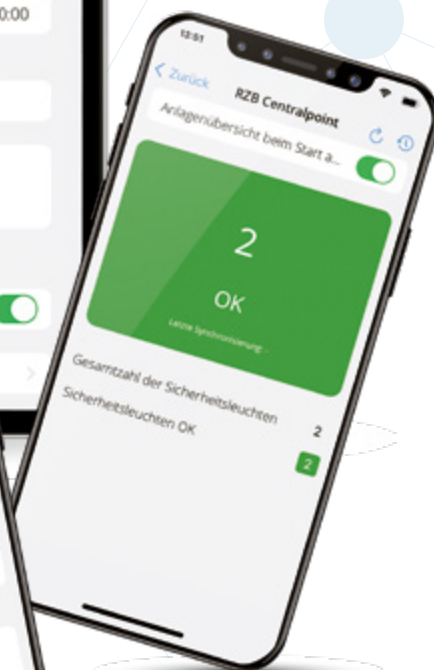 0:00
13:51
Zurück
RZB Centralpoint
Anlagenübersicht beim Start a...
2
OK
Letzte Synchronisierung: -
Gesamtzahl der Sicherheitsleuchten 2
Sicherheitsleuchten OK 2